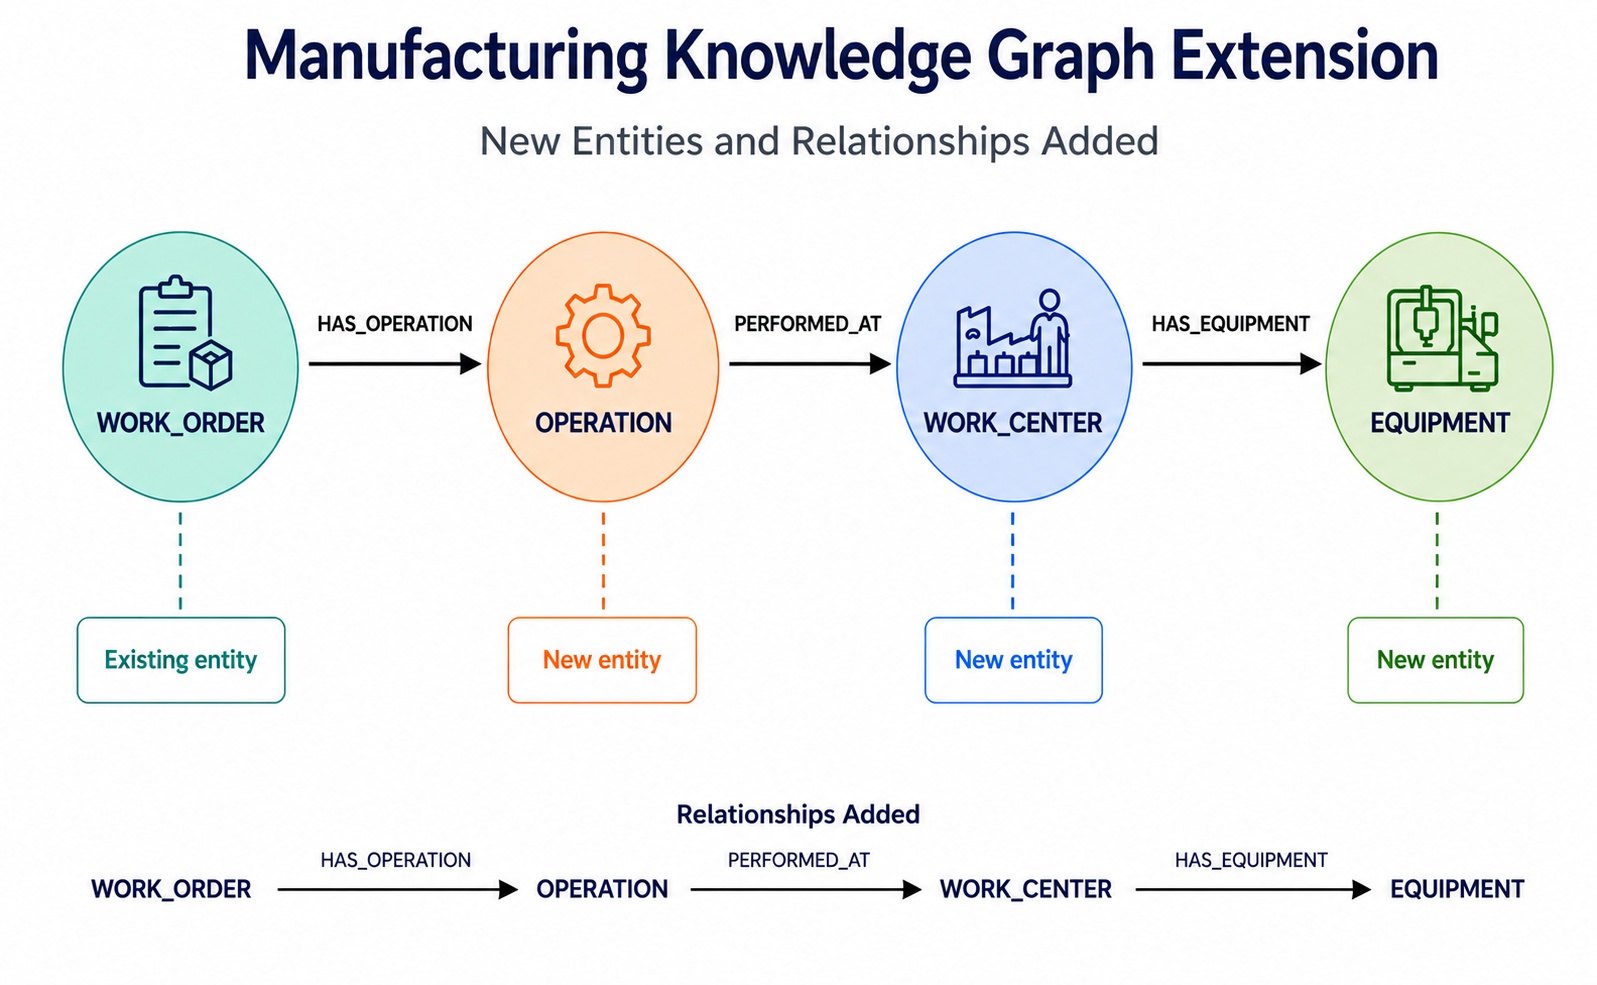 Manufacturing Knowledge Graph Extension
New Entities and Relationships Added
HAS_OPERATION
PERFORMED_AT
HAS_EQUIPMENT
WORK_ORDER
OPERATION
WORK_CENTER
EQUIPMENT
Existing entity
New entity
New entity
New entity
Relationships Added
HAS_OPERATION
PERFORMED_AT
HAS_EQUIPMENT
WORK_ORDER
OPERATION
WORK_CENTER
EQUIPMENT